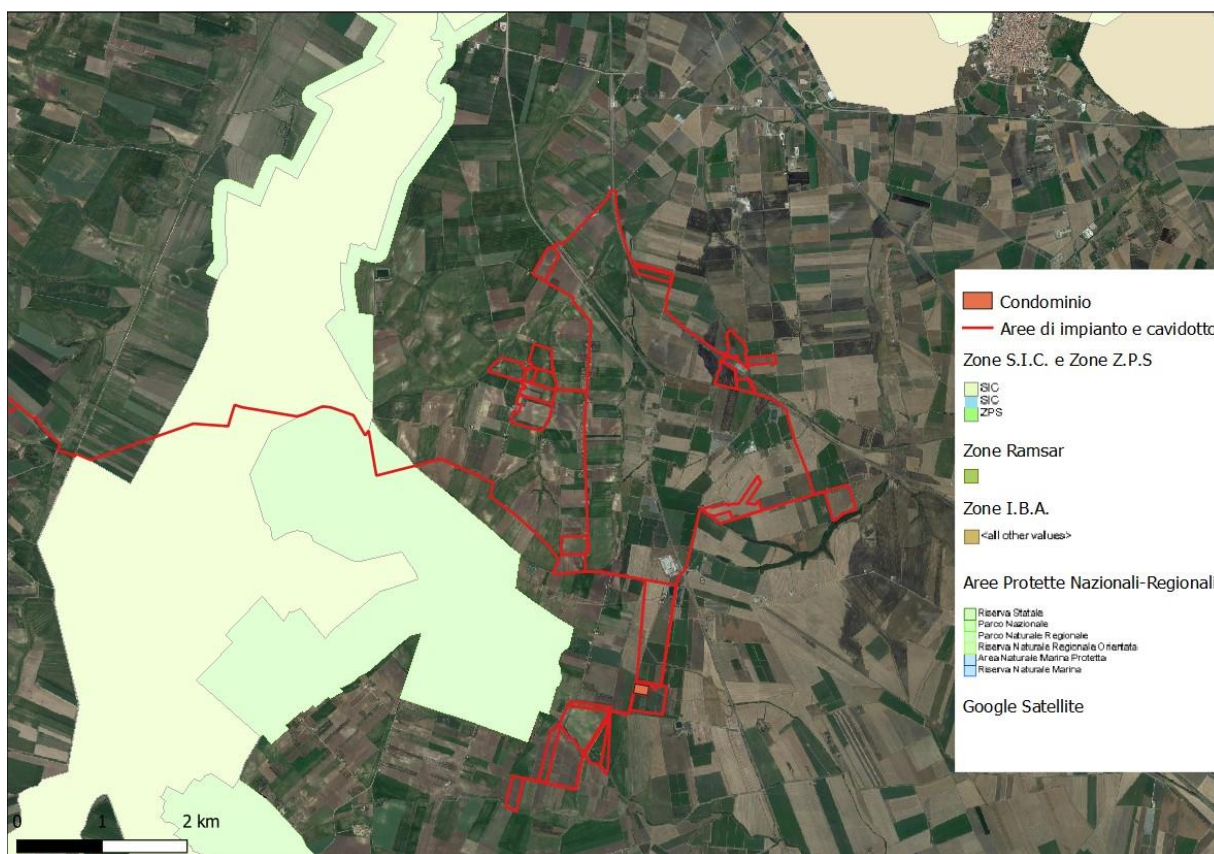 Condominio
Aree di impianto e cavidotto
Zone S.I.C. e Zone Z.P.S
SIC
SIC
ZPS
Zone Ramsar
Zone I.B.A.
<all other values>
Aree Protette Nazionali-Regionali
Riserva Statale
Parco Nazionale
Parco Naturale Regionale
Riserva Naturale Regionale Orientata
Area Naturale Marina Protetta
Riserva Naturale Marina
Google Satellite
0 1 2 km